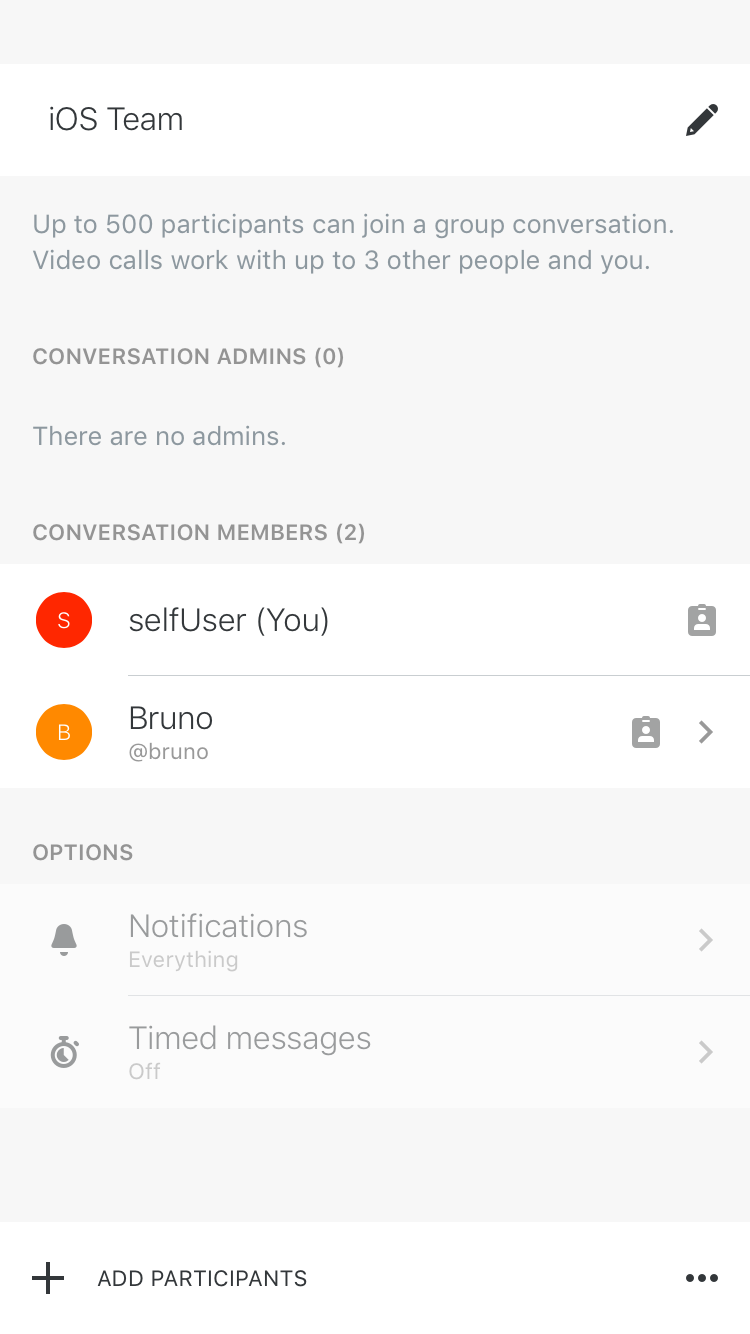 iOS Team
Up to 500 participants can join a group conversation.
Video calls work with up to 3 other people and you.
CONVERSATION ADMINS (0)
There are no admins.
CONVERSATION MEMBERS (2)
S
selfUser (You)
B
Bruno
@bruno
OPTIONS
Notifications
Everything
Timed messages
Off
ADD PARTICIPANTS